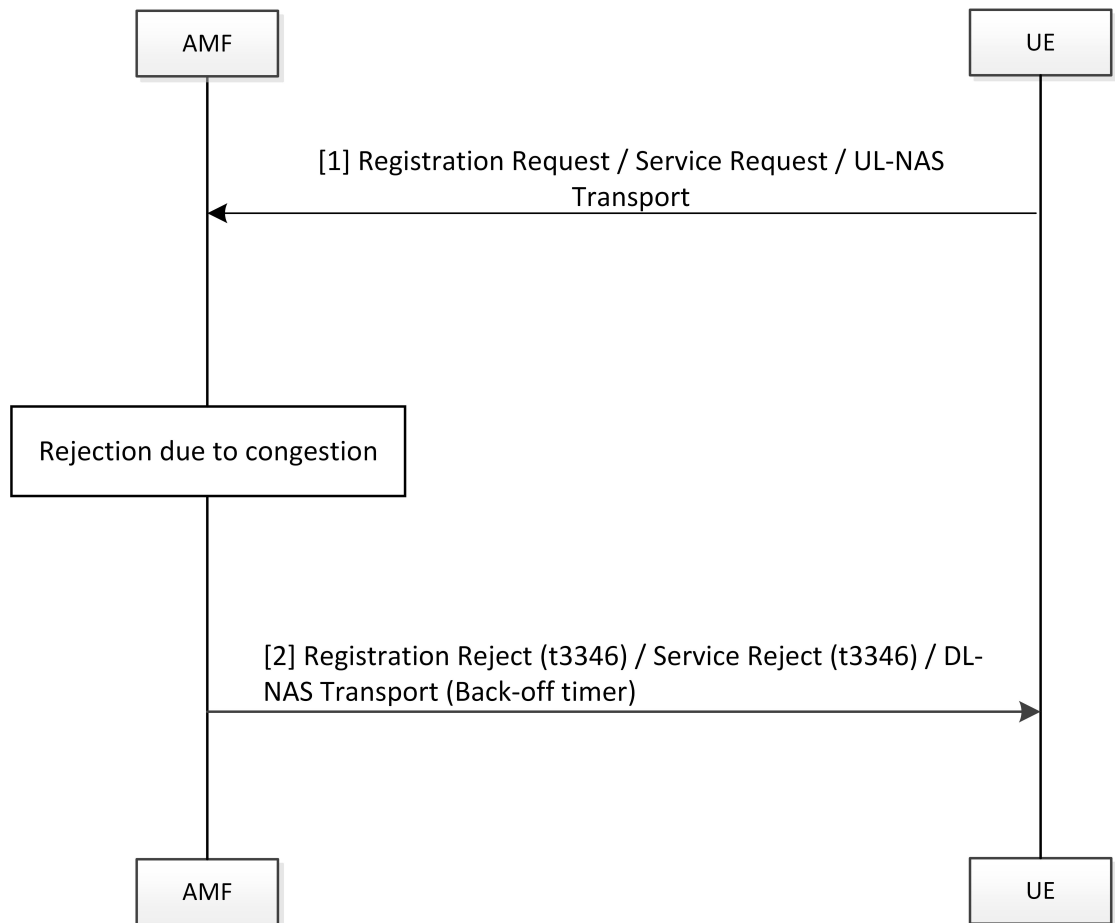 AMF
UE
[1] Registration Request / Service Request / UL-NAS
Transport
Rejection due to congestion
[2] Registration Reject (t3346) / Service Reject (t3346) / DL-
NAS Transport (Back-off timer)
AMF
UE